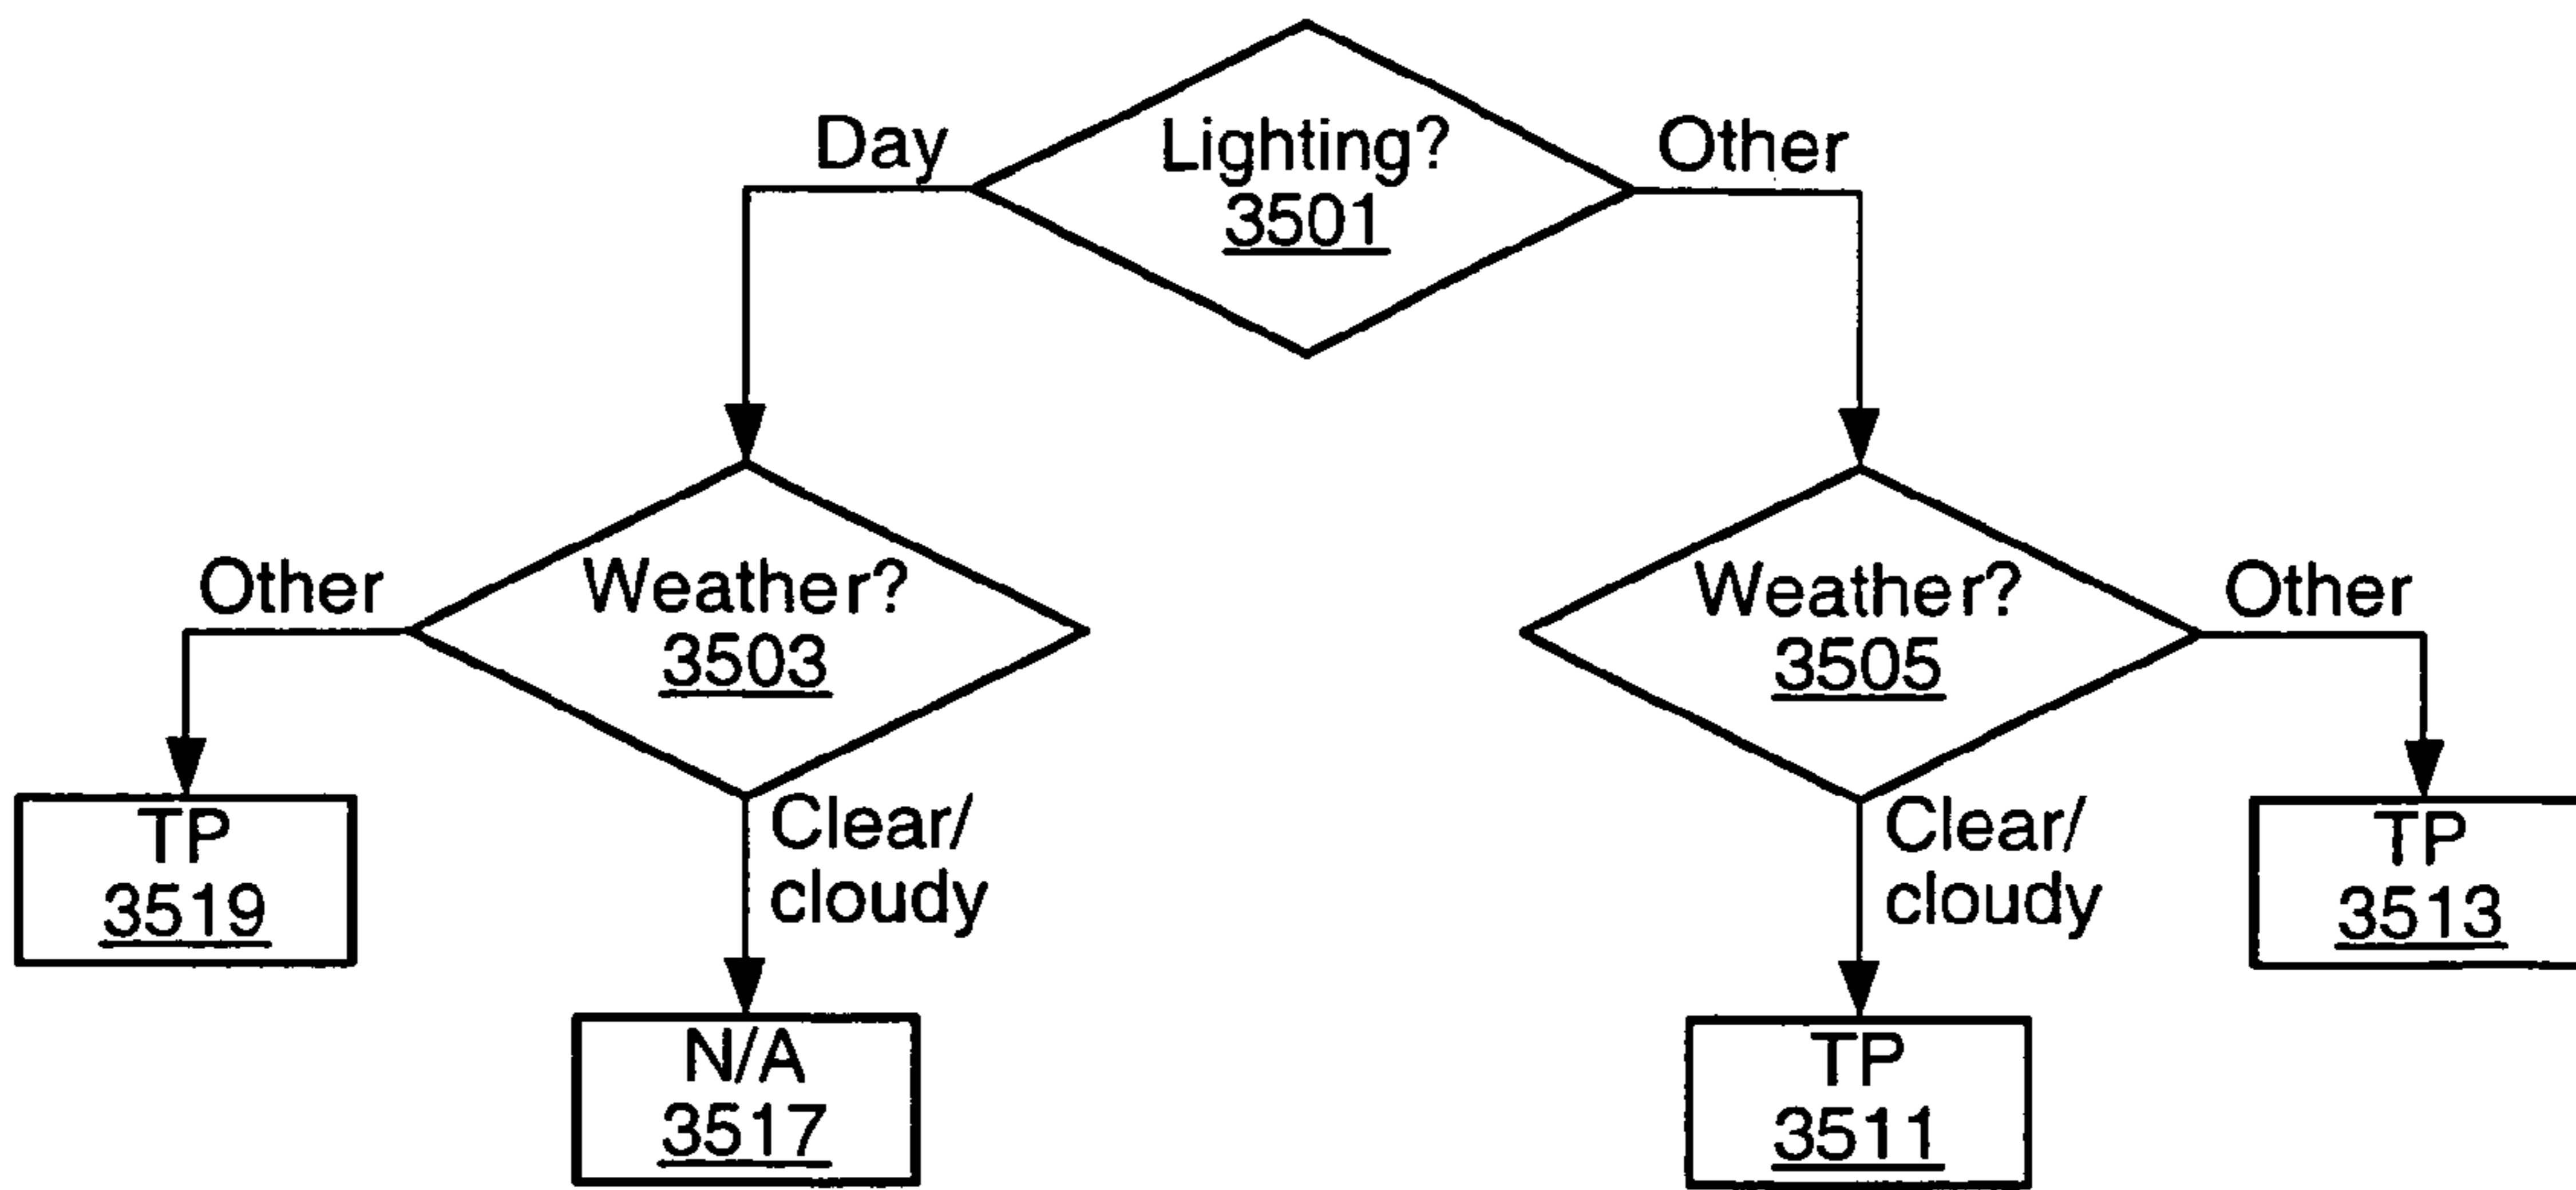 Day
Lighting?
3501
Other
Other
Weather?
3503
Clear/
cloudy
Weather?
3505
Other
Clear/
cloudy
TP
3519
N/A
3517
TP
3511
TP
3513